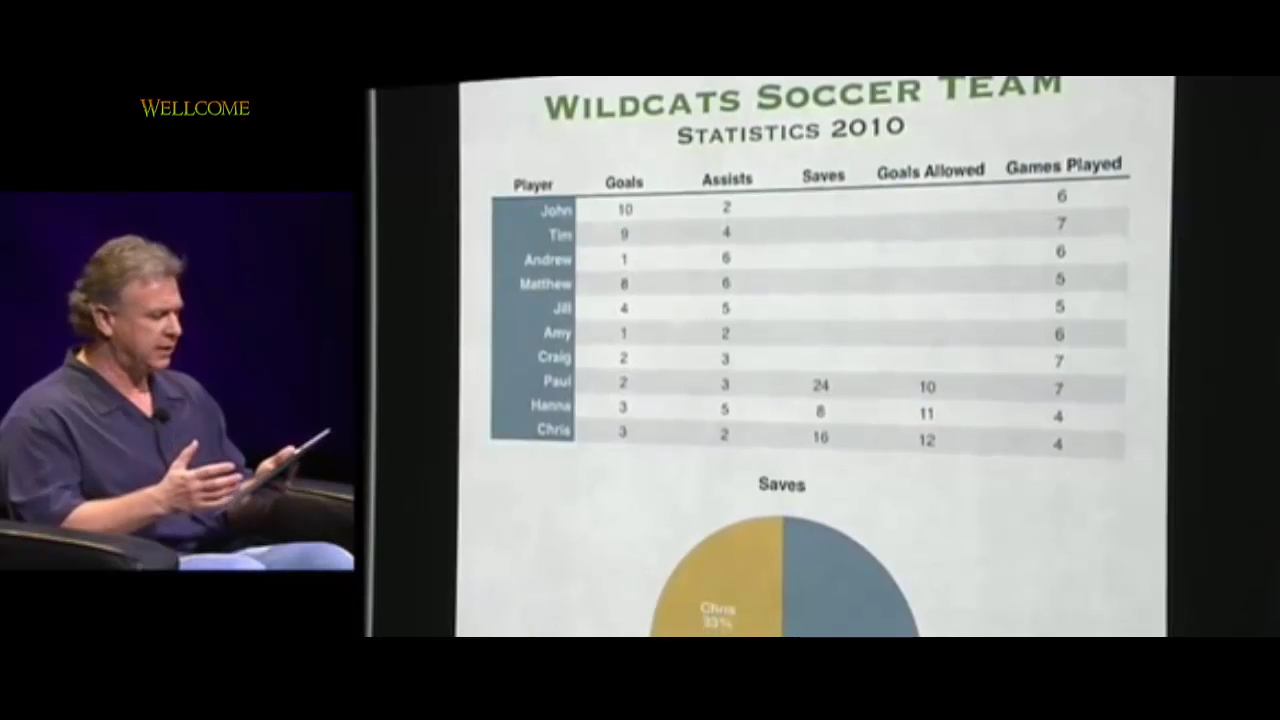 WELLCOME
WILDCATS SOCCER TEAM
STATISTICS 2010
Player Goals Assists Saves Goals Allowed Games Played
John 10 2 6
Tim 9 4 7
Andrew 1 6 6
Matthew 8 6 5
Jill 4 5 5
Amy 1 2 6
Craig 2 3 7
Paul 2 3 24 10 7
Hanna 3 5 8 11 4
Chris 3 2 16 12 4
Saves
Chris
33%